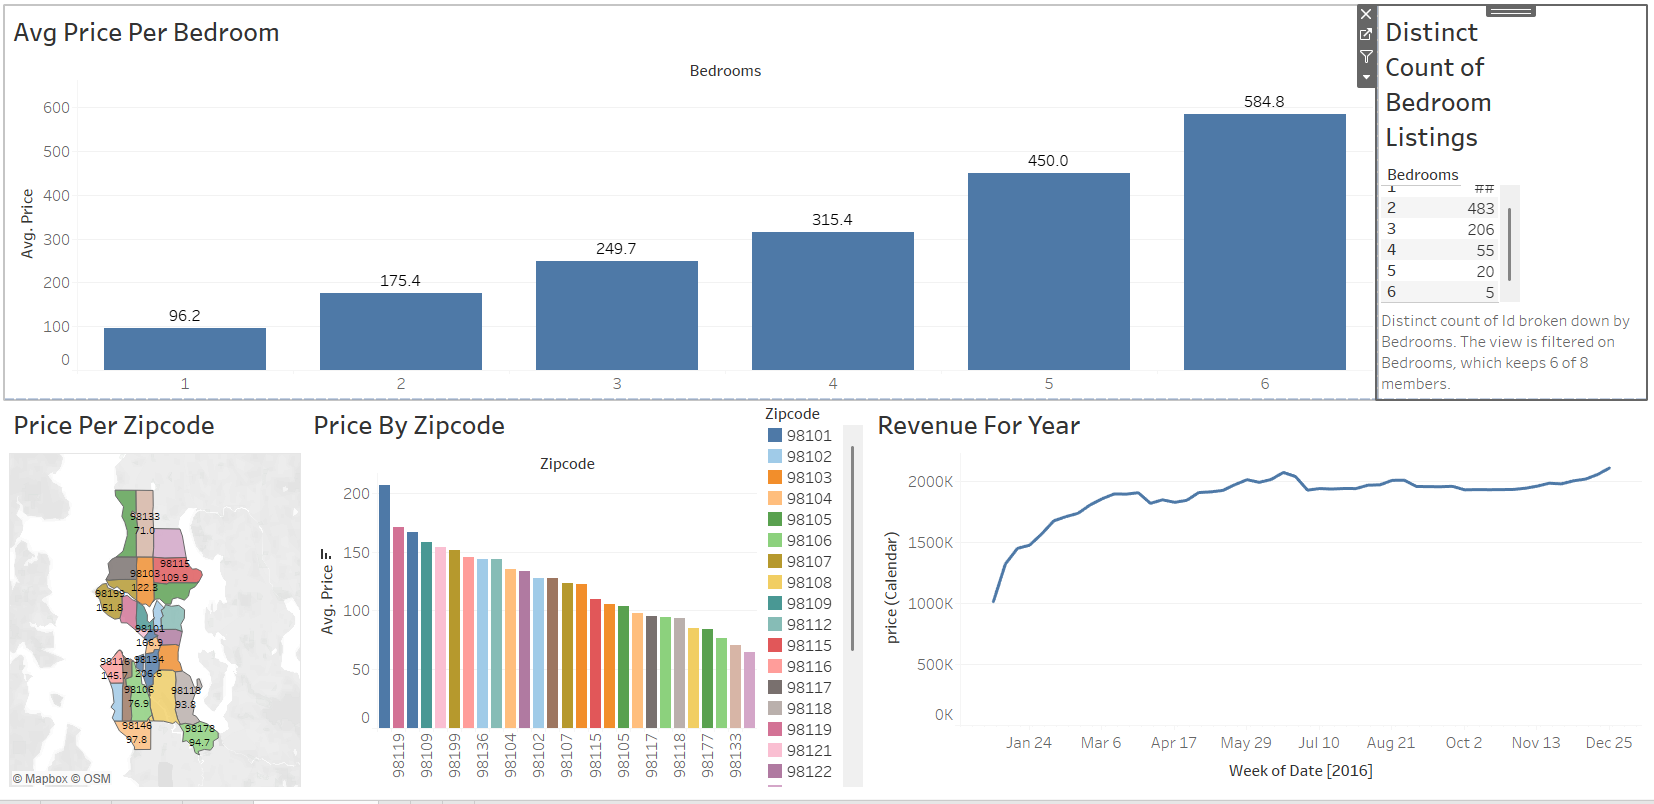 Avg Price Per Bedroom
Bedrooms
Avg. Price
600
500
400
300
200
100
0
96.2
175.4
249.7
315.4
450.0
584.8
1
2
3
4
5
6
Distinct
Count of
Bedroom
Listings
Bedrooms
1 ##
2 483
3 206
4 55
5 20
6 5
Distinct count of Id broken down by
Bedrooms. The view is filtered on
Bedrooms, which keeps 6 of 8
members.
Price Per Zipcode
98133
71.0
98115
109.9
98103
122.3
98199
151.8
98101
166.9
98116
145.7
98134
206.6
98106
76.9
98118
93.8
98146
97.8
98178
94.7
© Mapbox © OSM
Price By Zipcode
Zipcode
Avg. Price
200
150
100
50
0
98119
98109
98199
98136
98104
98102
98107
98115
98105
98117
98118
98177
98133
Zipcode
98101
98102
98103
98104
98105
98106
98107
98108
98109
98112
98115
98116
98117
98118
98119
98121
98122
Revenue For Year
price (Calendar)
2000K
1500K
1000K
500K
0K
Jan 24
Mar 6
Apr 17
May 29
Jul 10
Aug 21
Oct 2
Nov 13
Dec 25
Week of Date [2016]